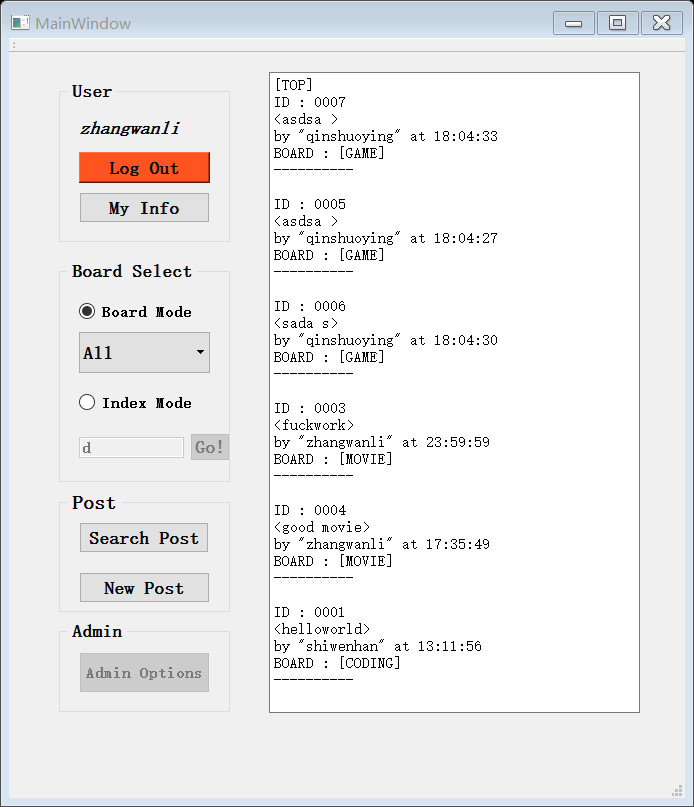 MainWindow
User
zhangwanli
Log Out
My Info
Board Select
Board Mode
All
Index Mode
d
Go!
Post
Search Post
New Post
Admin
Admin Options
[TOP]
ID : 0007
<asdsa >
by "qinshuoying" at 18:04:33
BOARD : [GAME]
----------
ID : 0005
<asdsa >
by "qinshuoying" at 18:04:27
BOARD : [GAME]
----------
ID : 0006
<sada s>
by "qinshuoying" at 18:04:30
BOARD : [GAME]
----------
ID : 0003
<fuckwork>
by "zhangwanli" at 23:59:59
BOARD : [MOVIE]
----------
ID : 0004
<good movie>
by "zhangwanli" at 17:35:49
BOARD : [MOVIE]
----------
ID : 0001
<helloworld>
by "shiwenhan" at 13:11:56
BOARD : [CODING]
----------